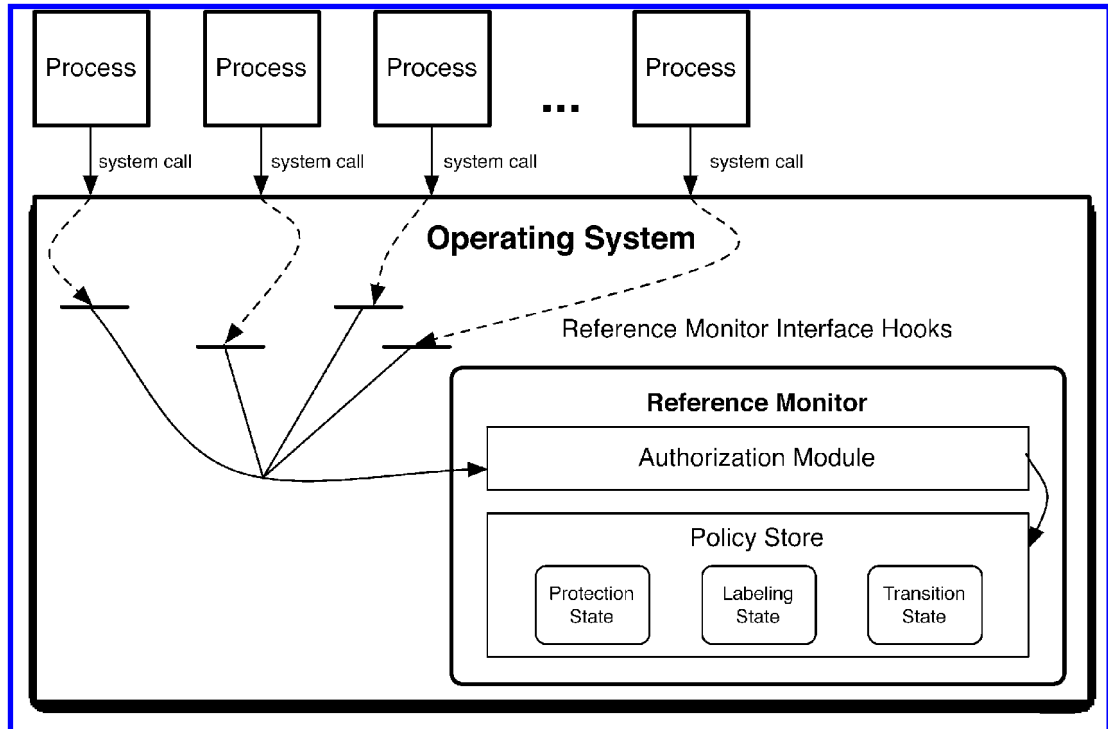 Process
Process
Process
Process
...
system call
system call
system call
system call
Operating System
Reference Monitor Interface Hooks
Reference Monitor
Authorization Module
Policy Store
Protection
State
Labeling
State
Transition
State